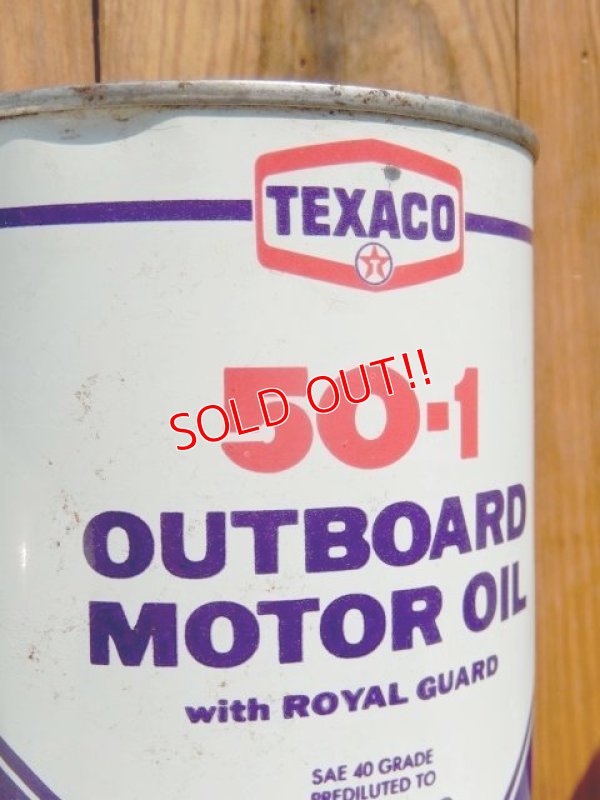 TEXACO
T
50-1
SOLD OUT!!
OUTBOARD
MOTOR OIL
with ROYAL GUARD
SAE 40 GRADE
PREDILUTED TO